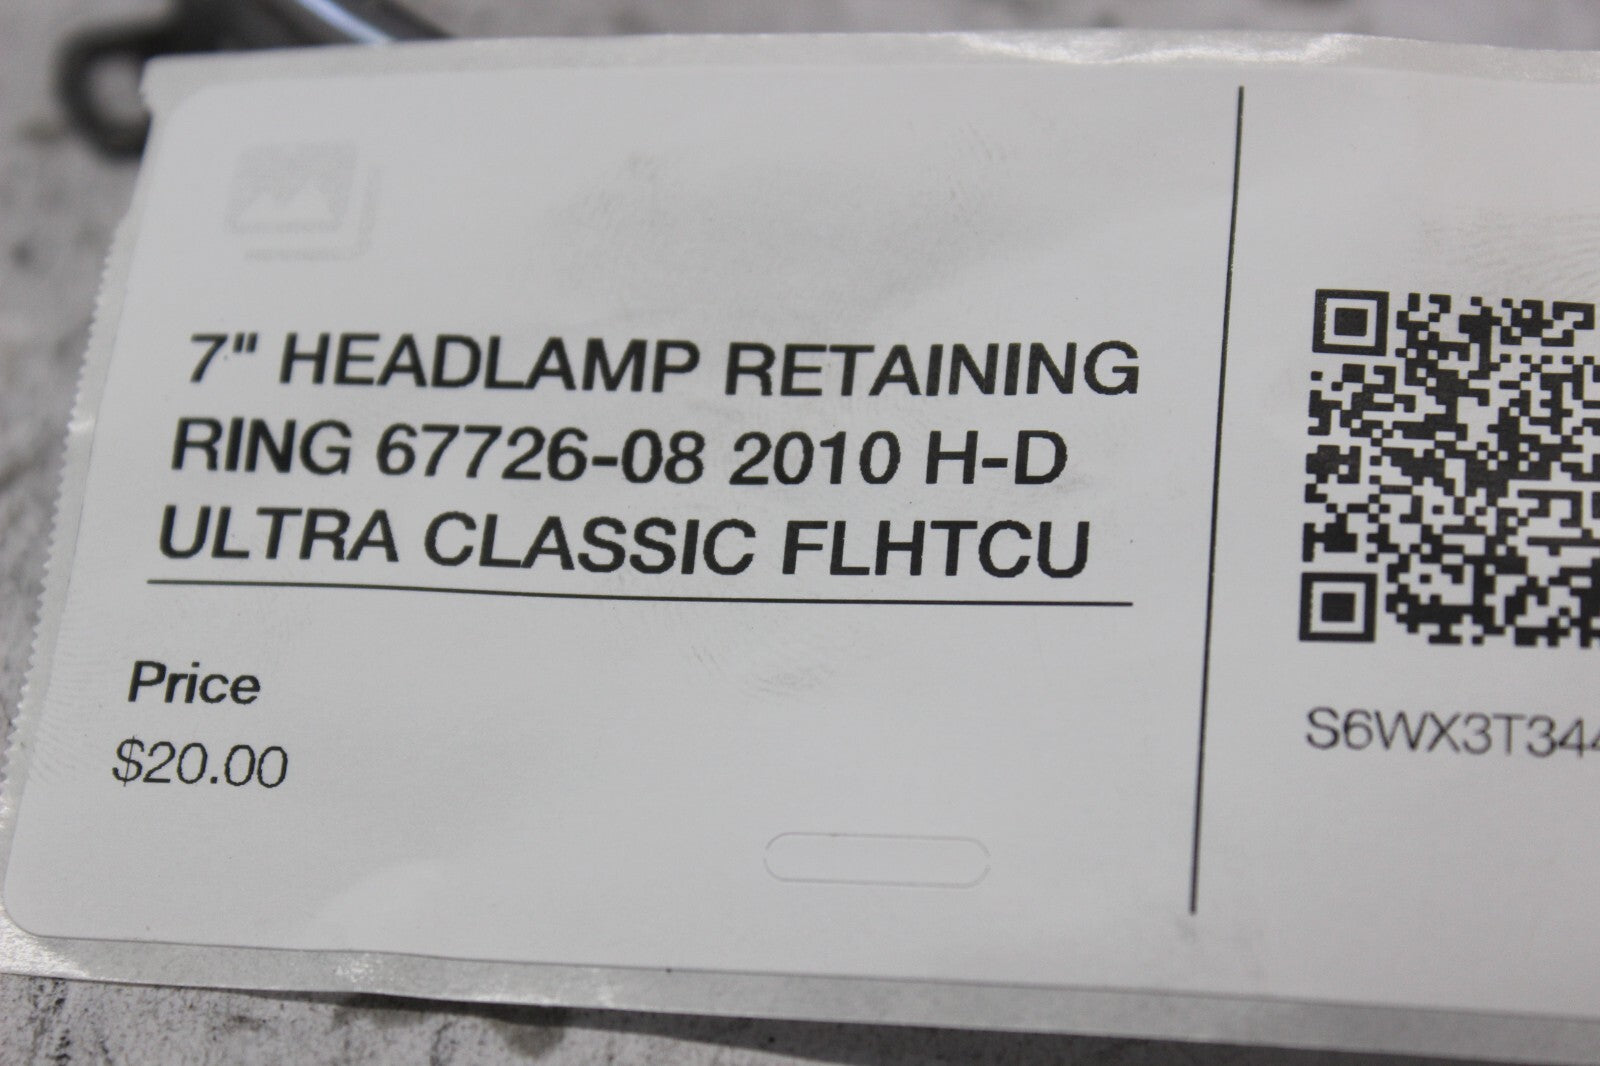 7" HEADLAMP RETAINING
RING 67726-08 2010 H-D
ULTRA CLASSIC FLHTCU
Price
$20.00
S6WX3T344